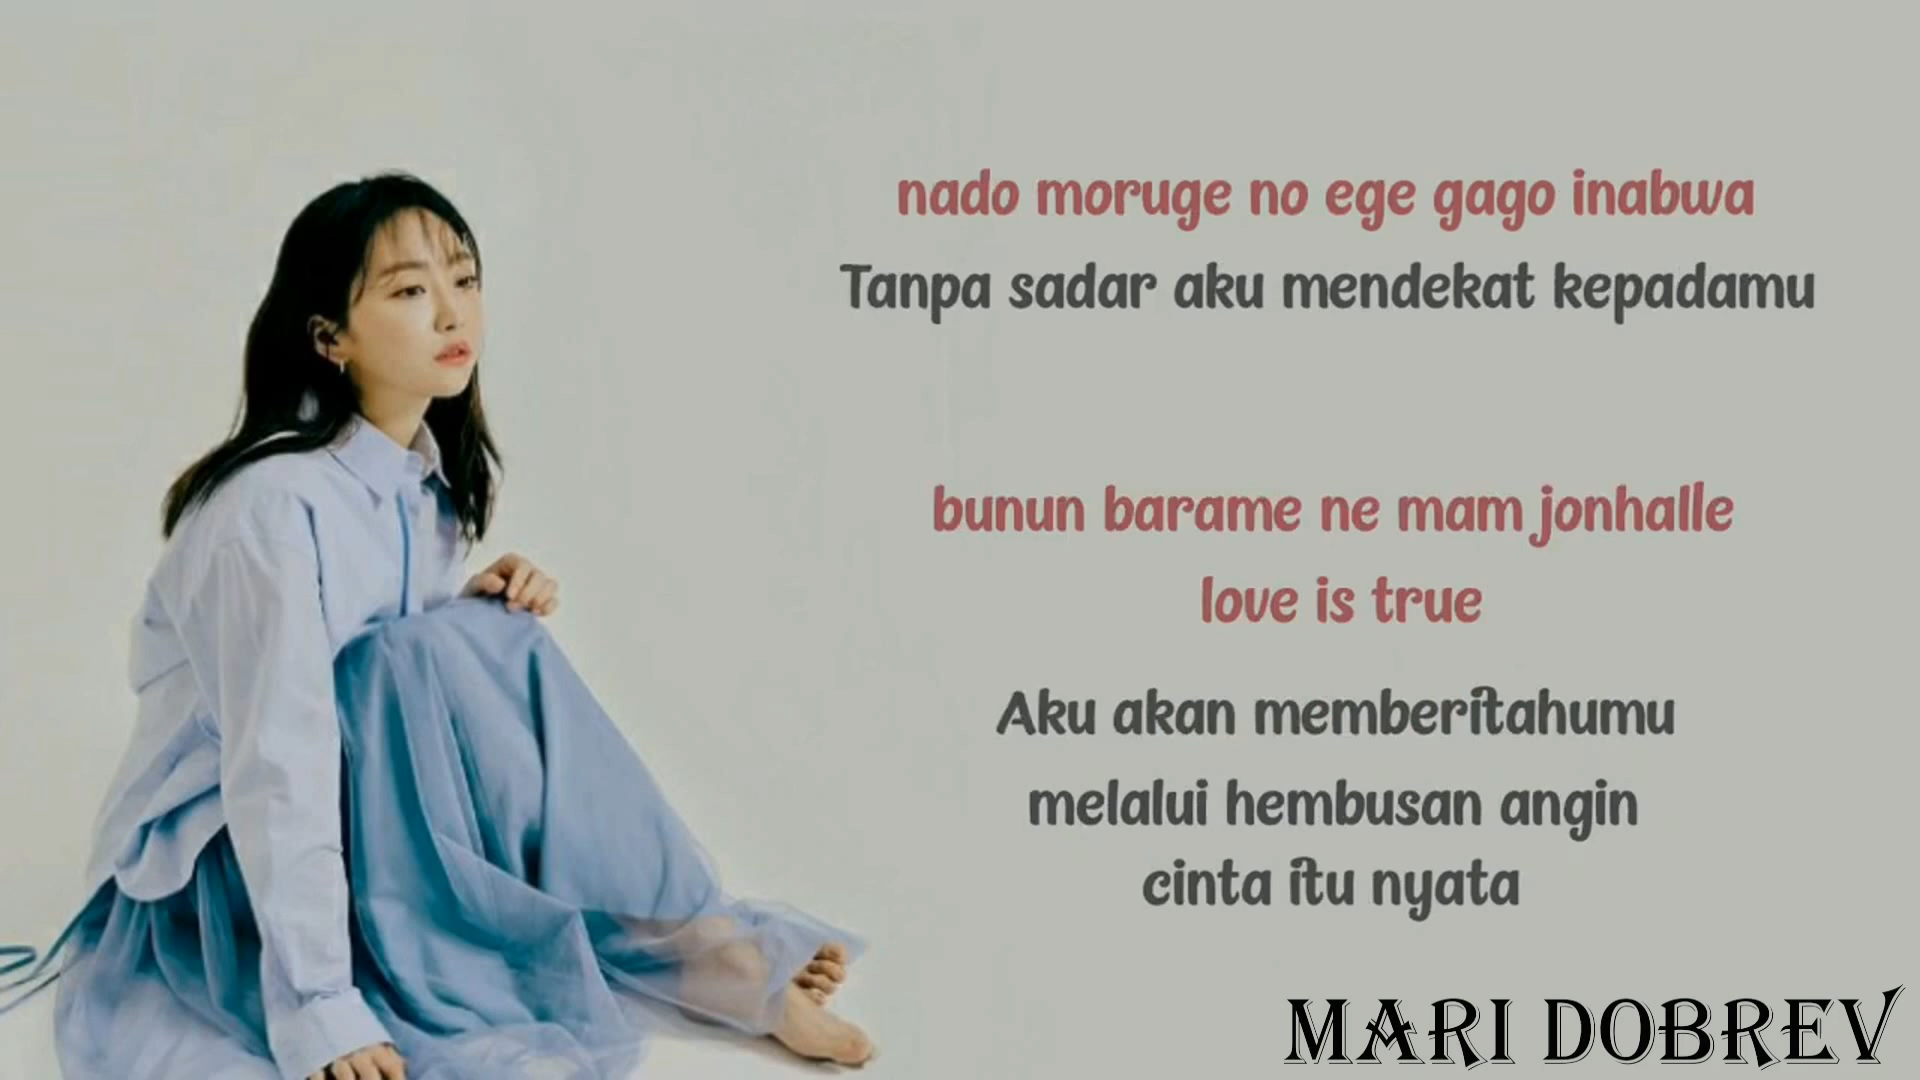 nado moruge no ege gago inabwa
Tanpa sadar aku mendekat kepadamu
bunun barame ne mam jonhalle
love is true
Aku akan memberitahumu
melalui hembusan angin
cinta itu nyata
MARI DOBREV